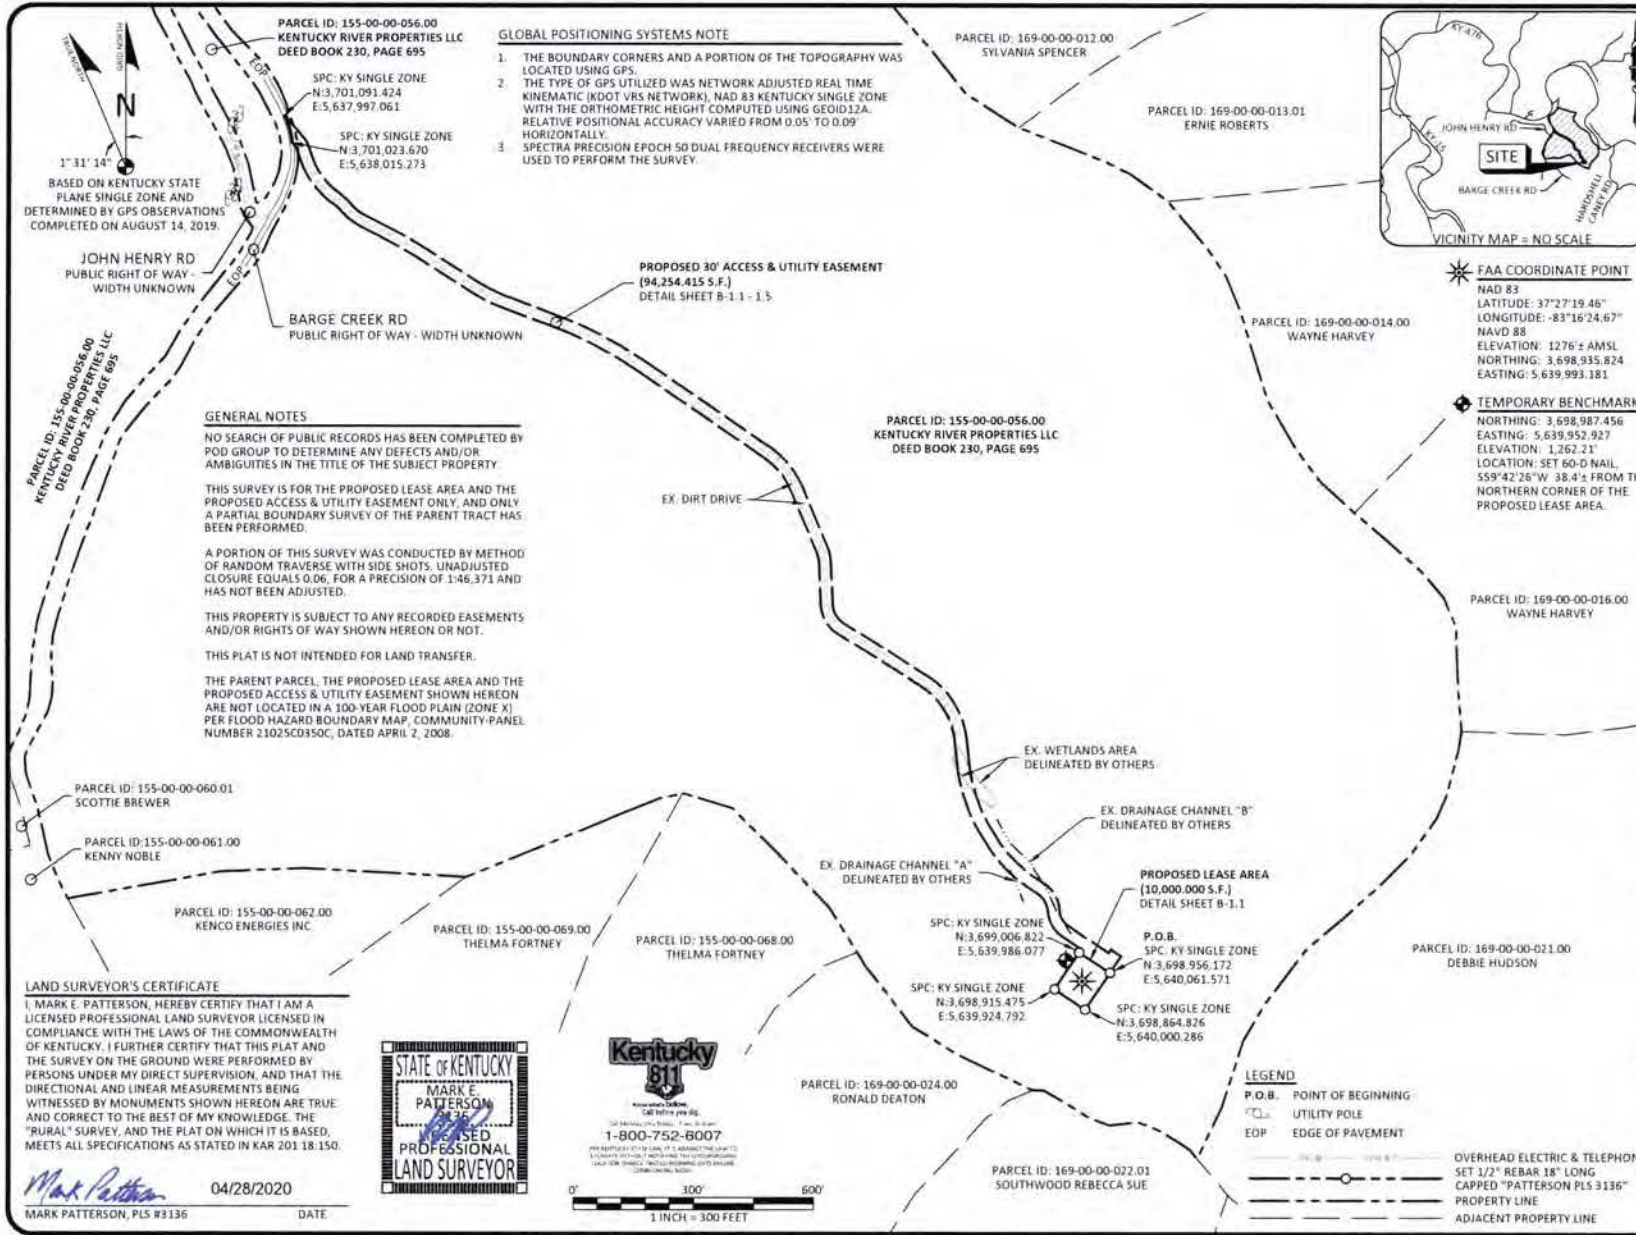 TRUE NORTH
GRID NORTH
N
1° 31' 14"
BASED ON KENTUCKY STATE
PLANE SINGLE ZONE AND
DETERMINED BY GPS OBSERVATIONS
COMPLETED ON AUGUST 14, 2019.
PARCEL ID: 155-00-00-056.00
KENTUCKY RIVER PROPERTIES LLC
DEED BOOK 230, PAGE 695
EOP
SPC: KY SINGLE ZONE
N:3,701,091.424
E:5,637,997.061
SPC: KY SINGLE ZONE
N:3,701,023.670
E:5,638,015.273
GLOBAL POSITIONING SYSTEMS NOTE
1. THE BOUNDARY CORNERS AND A PORTION OF THE TOPOGRAPHY WAS
LOCATED USING GPS.
2. THE TYPE OF GPS UTILIZED WAS NETWORK ADJUSTED REAL TIME
KINEMATIC (KDOT VRS NETWORK), NAD 83 KENTUCKY SINGLE ZONE
WITH THE ORTHOMETRIC HEIGHT COMPUTED USING GEOID12A.
RELATIVE POSITIONAL ACCURACY VARIED FROM 0.05' TO 0.09'
HORIZONTALLY.
3 SPECTRA PRECISION EPOCH 50 DUAL FREQUENCY RECEIVERS WERE
USED TO PERFORM THE SURVEY.
PARCEL ID: 169-00-00-012.00
SYLVANIA SPENCER
PARCEL ID: 169-00-00-013.01
ERNIE ROBERTS
KY-476
KY-15
JOHN HENRY RD
SITE
BARGE CREEK RD
HARDSHELL
CANEY RD
VICINITY MAP = NO SCALE
JOHN HENRY RD
PUBLIC RIGHT OF WAY -
WIDTH UNKNOWN
EOP
BARGE CREEK RD
PUBLIC RIGHT OF WAY - WIDTH UNKNOWN
PROPOSED 30' ACCESS & UTILITY EASEMENT
(94,254.415 S.F.)
DETAIL SHEET B-1.1 - 1.5
PARCEL ID: 169-00-00-014.00
WAYNE HARVEY
FAA COORDINATE POINT
NAD 83
LATITUDE: 37°27'19.46"
LONGITUDE: -83°16'24.67"
NAVD 88
ELEVATION: 1276'± AMSL
NORTHING: 3,698,935.824
EASTING: 5,639,993.181
TEMPORARY BENCHMARK
NORTHING: 3,698,987.456
EASTING: 5,639,952.927
ELEVATION: 1,262.21'
LOCATION: SET 60-D NAIL,
S59°42'26"W 38.4'± FROM TH
NORTHERN CORNER OF THE
PROPOSED LEASE AREA.
PARCEL ID: 155-00-00-056.00
KENTUCKY RIVER PROPERTIES LLC
DEED BOOK 230, PAGE 695
GENERAL NOTES
NO SEARCH OF PUBLIC RECORDS HAS BEEN COMPLETED BY
POD GROUP TO DETERMINE ANY DEFECTS AND/OR
AMBIGUITIES IN THE TITLE OF THE SUBJECT PROPERTY.
THIS SURVEY IS FOR THE PROPOSED LEASE AREA AND THE
PROPOSED ACCESS & UTILITY EASEMENT ONLY, AND ONLY
A PARTIAL BOUNDARY SURVEY OF THE PARENT TRACT HAS
BEEN PERFORMED.
A PORTION OF THIS SURVEY WAS CONDUCTED BY METHOD
OF RANDOM TRAVERSE WITH SIDE SHOTS. UNADJUSTED
CLOSURE EQUALS 0.06, FOR A PRECISION OF 1:46,371 AND
HAS NOT BEEN ADJUSTED.
THIS PROPERTY IS SUBJECT TO ANY RECORDED EASEMENTS
AND/OR RIGHTS OF WAY SHOWN HEREON OR NOT.
THIS PLAT IS NOT INTENDED FOR LAND TRANSFER.
THE PARENT PARCEL, THE PROPOSED LEASE AREA AND THE
PROPOSED ACCESS & UTILITY EASEMENT SHOWN HEREON
ARE NOT LOCATED IN A 100-YEAR FLOOD PLAIN (ZONE X)
PER FLOOD HAZARD BOUNDARY MAP, COMMUNITY-PANEL
NUMBER 21025C0350C, DATED APRIL 2, 2008.
PARCEL ID: 155-00-00-056.00
KENTUCKY RIVER PROPERTIES LLC
DEED BOOK 230, PAGE 695
EX. DIRT DRIVE
PARCEL ID: 169-00-00-016.00
WAYNE HARVEY
EX. WETLANDS AREA
DELINEATED BY OTHERS
EX. DRAINAGE CHANNEL "B"
DELINEATED BY OTHERS
EX. DRAINAGE CHANNEL "A"
DELINEATED BY OTHERS
PROPOSED LEASE AREA
(10,000.000 S.F.)
DETAIL SHEET B-1.1
PARCEL ID: 155-00-00-060.01
SCOTTIE BREWER
PARCEL ID:155-00-00-061.00
KENNY NOBLE
PARCEL ID: 155-00-00-062.00
KENCO ENERGIES INC
PARCEL ID: 155-00-00-069.00
THELMA FORTNEY
PARCEL ID: 155-00-00-068.00
THELMA FORTNEY
SPC: KY SINGLE ZONE
N:3,699,006.822
E:5,639,986.077
P.O.B.
SPC: KY SINGLE ZONE
N:3,698,956.172
E:5,640,061.571
SPC: KY SINGLE ZONE
N:3,698,915.475
E:5,639,924.792
SPC: KY SINGLE ZONE
N:3,698,864.826
E:5,640,000.286
PARCEL ID: 169-00-00-021.00
DEBBIE HUDSON
LAND SURVEYOR'S CERTIFICATE
I, MARK E. PATTERSON, HEREBY CERTIFY THAT I AM A
LICENSED PROFESSIONAL LAND SURVEYOR LICENSED IN
COMPLIANCE WITH THE LAWS OF THE COMMONWEALTH
OF KENTUCKY. I FURTHER CERTIFY THAT THIS PLAT AND
THE SURVEY ON THE GROUND WERE PERFORMED BY
PERSONS UNDER MY DIRECT SUPERVISION, AND THAT THE
DIRECTIONAL AND LINEAR MEASUREMENTS BEING
WITNESSED BY MONUMENTS SHOWN HEREON ARE TRUE
AND CORRECT TO THE BEST OF MY KNOWLEDGE. THE
"RURAL" SURVEY, AND THE PLAT ON WHICH IT IS BASED,
MEETS ALL SPECIFICATIONS AS STATED IN KAR 201 18:150.
Mark Patterson
04/28/2020
MARK PATTERSON, PLS #3136
DATE
STATE OF KENTUCKY
MARK E.
PATTERSON
3136
LICENSED
PROFESSIONAL
LAND SURVEYOR
Kentucky
811
Know what's below.
Call before you dig.
1-800-752-6007
0' 300' 600'
1 INCH = 300 FEET
PARCEL ID: 169-00-00-024.00
RONALD DEATON
PARCEL ID: 169-00-00-022.01
SOUTHWOOD REBECCA SUE
LEGEND
P.O.B. POINT OF BEGINNING
UTILITY POLE
EOP EDGE OF PAVEMENT
OVERHEAD ELECTRIC & TELEPHON
SET 1/2" REBAR 18" LONG
CAPPED "PATTERSON PLS 3136"
PROPERTY LINE
ADJACENT PROPERTY LINE